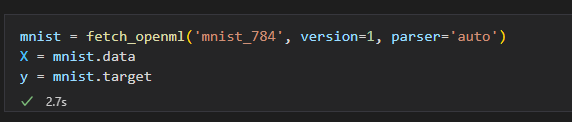 mnist = fetch_openml('mnist_784', version=1, parser='auto')
X = mnist.data
y = mnist.target
✓ 2.7s